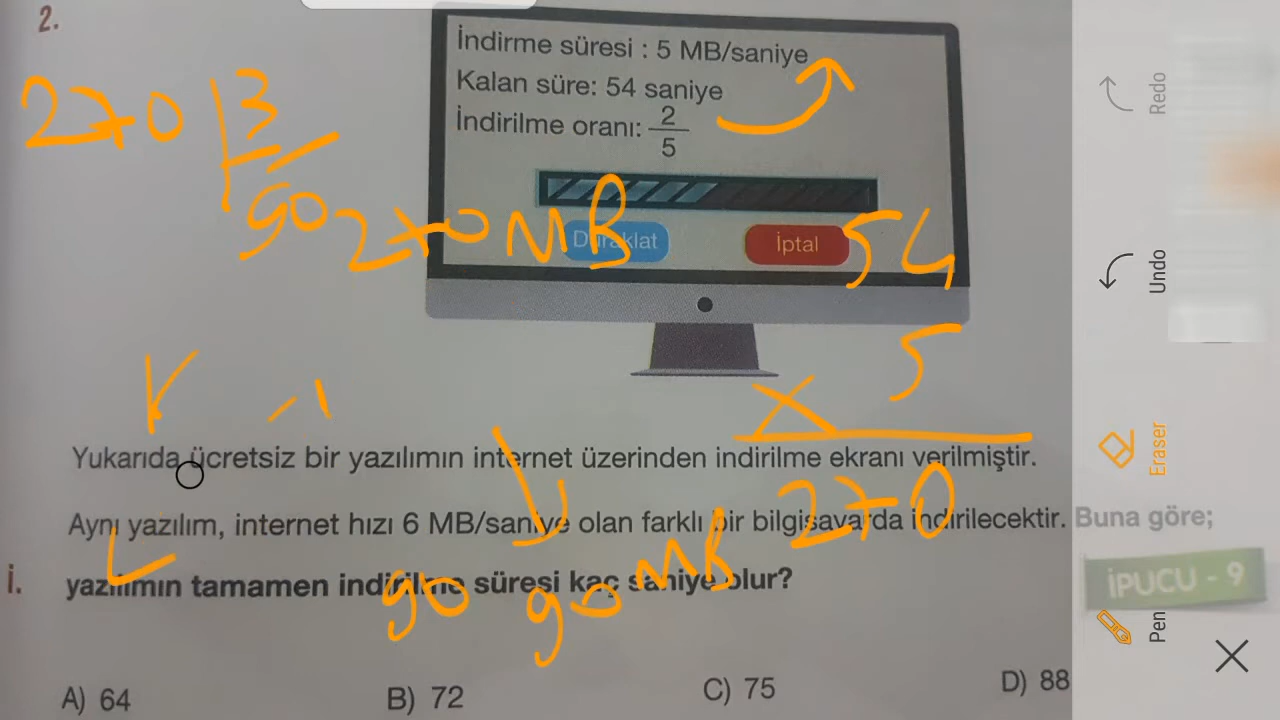 2.
İndirme süresi : 5 MB/saniye
Kalan süre: 54 saniye
İndirilme oranı: 2/5
270 3
90
270 MB
Duraklat
İptal
54
5
x
270
Yukarıda ücretsiz bir yazılımın internet üzerinden indirilme ekranı verilmiştir.
Aynı yazılım, internet hızı 6 MB/saniye olan farklı bir bilgisayarda indirilecektir. Buna göre;
i. yazılımın tamamen indirilme süresi kaç saniye olur?
90 90 MB
İPUCU - 9
A) 64
B) 72
C) 75
D) 88
Redo
Undo
Eraser
Pen